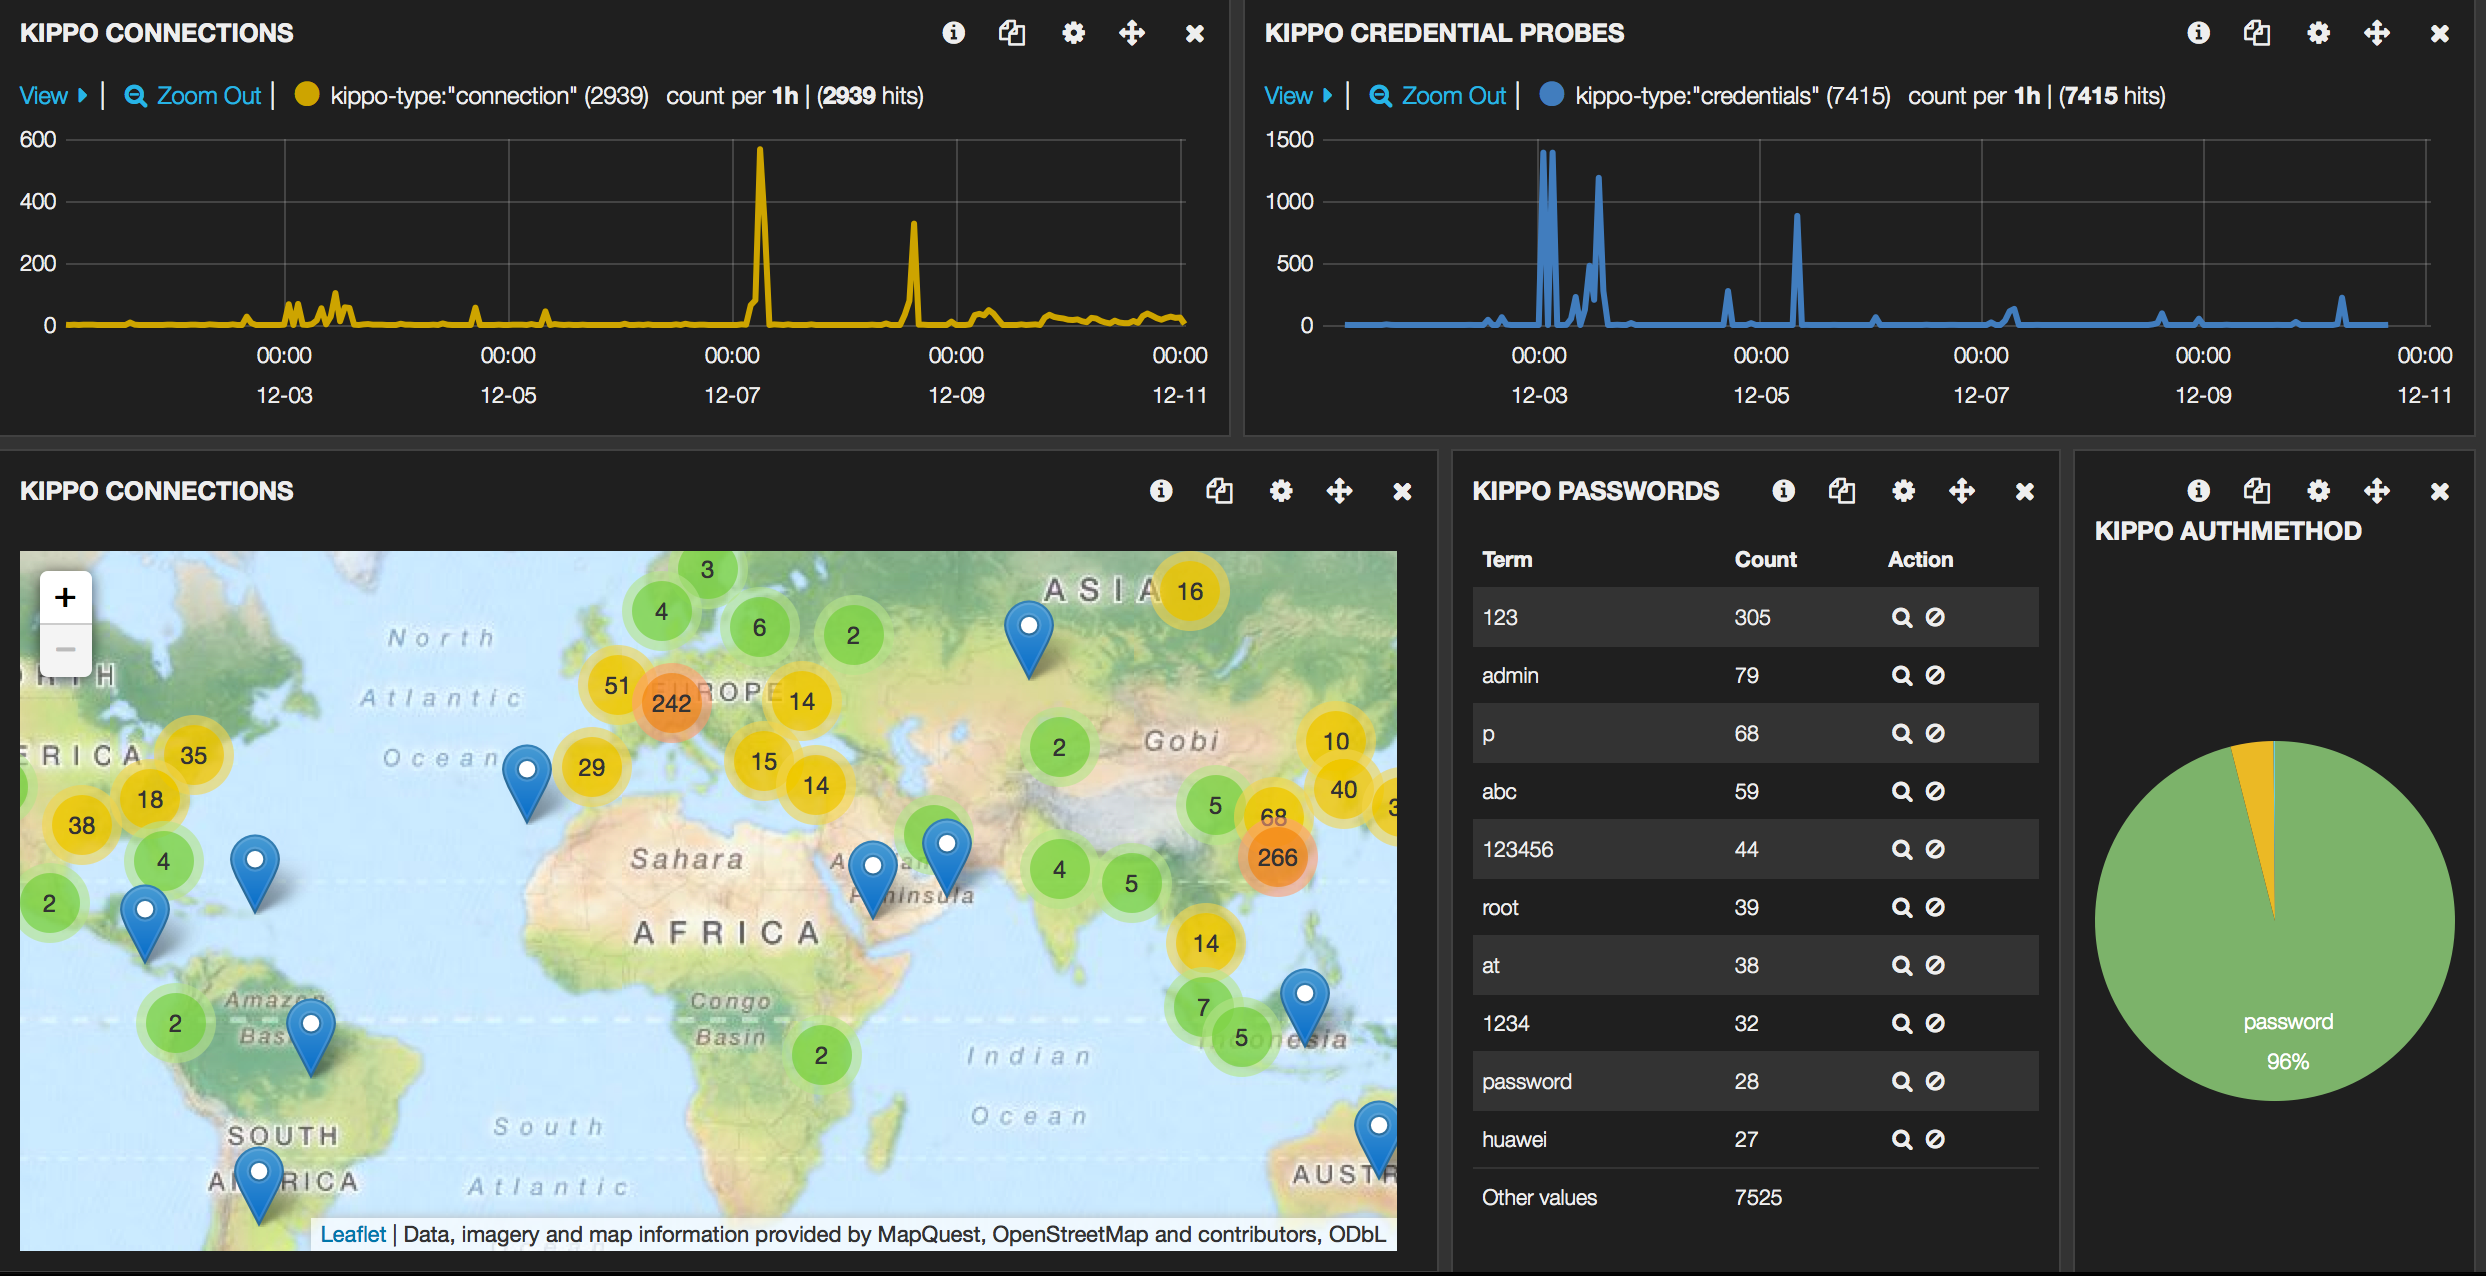 KIPPO CONNECTIONS
View | Zoom Out | kippo-type:"connection" (2939) count per 1h | (2939 hits)
600
400
200
0
00:00 00:00 00:00 00:00 00:00
12-03 12-05 12-07 12-09 12-11
KIPPO CREDENTIAL PROBES
View | Zoom Out | kippo-type:"credentials" (7415) count per 1h | (7415 hits)
1500
1000
500
0
00:00 00:00 00:00 00:00 00:00
12-03 12-05 12-07 12-09 12-11
KIPPO CONNECTIONS
+
−
3
4
6
2
16
ASIA
North
Atlantic
Ocean
51
242
EUROPE
14
35
ERICA
18
38
4
2
29
15
14
2
Gobi
10
40
5
68
266
Sahara
AFRICA
4
5
14
7
5
Amazon
2
Congo
Basin
2
Indian
Ocean
SOUTH
South
Atlantic
AUSTR
Leaflet | Data, imagery and map information provided by MapQuest, OpenStreetMap and contributors, ODbL
KIPPO PASSWORDS
Term Count Action
123 305
admin 79
p 68
abc 59
123456 44
root 39
at 38
1234 32
password 28
huawei 27
Other values 7525
KIPPO AUTHMETHOD
password
96%